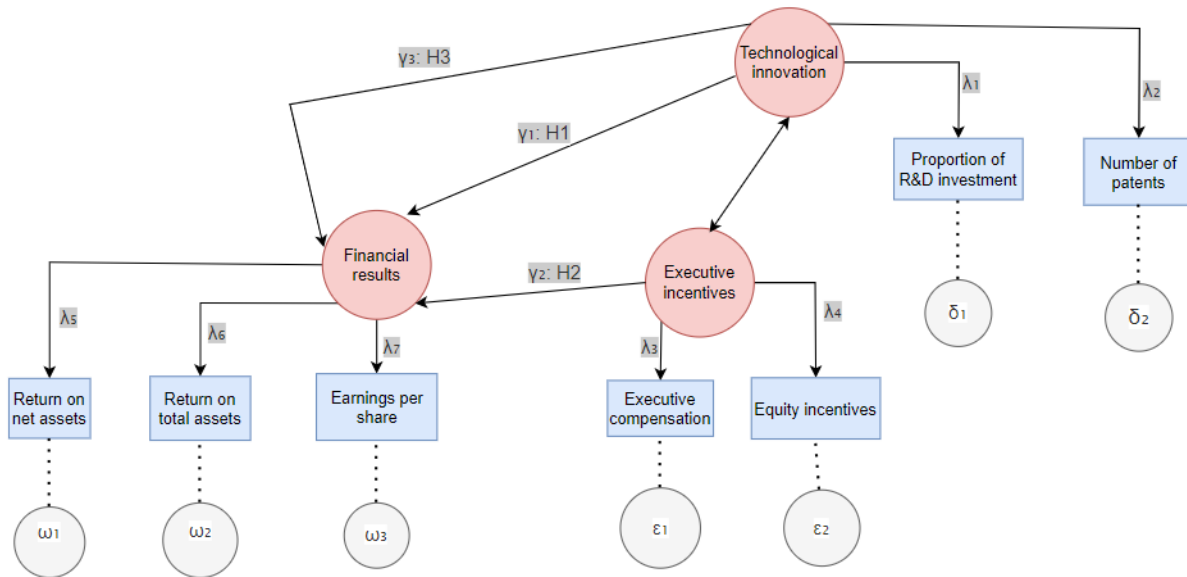 Technological
innovation
γ₃: H3
λ₁
λ₂
γ₁: H1
Proportion of
R&D investment
Number of
patents
Financial
results
Executive
incentives
γ₂: H2
λ₅
λ₆
λ₇
λ₃
λ₄
δ₁
δ₂
Return on
net assets
Return on
total assets
Earnings per
share
Executive
compensation
Equity incentives
ω₁
ω₂
ω₃
ε₁
ε₂